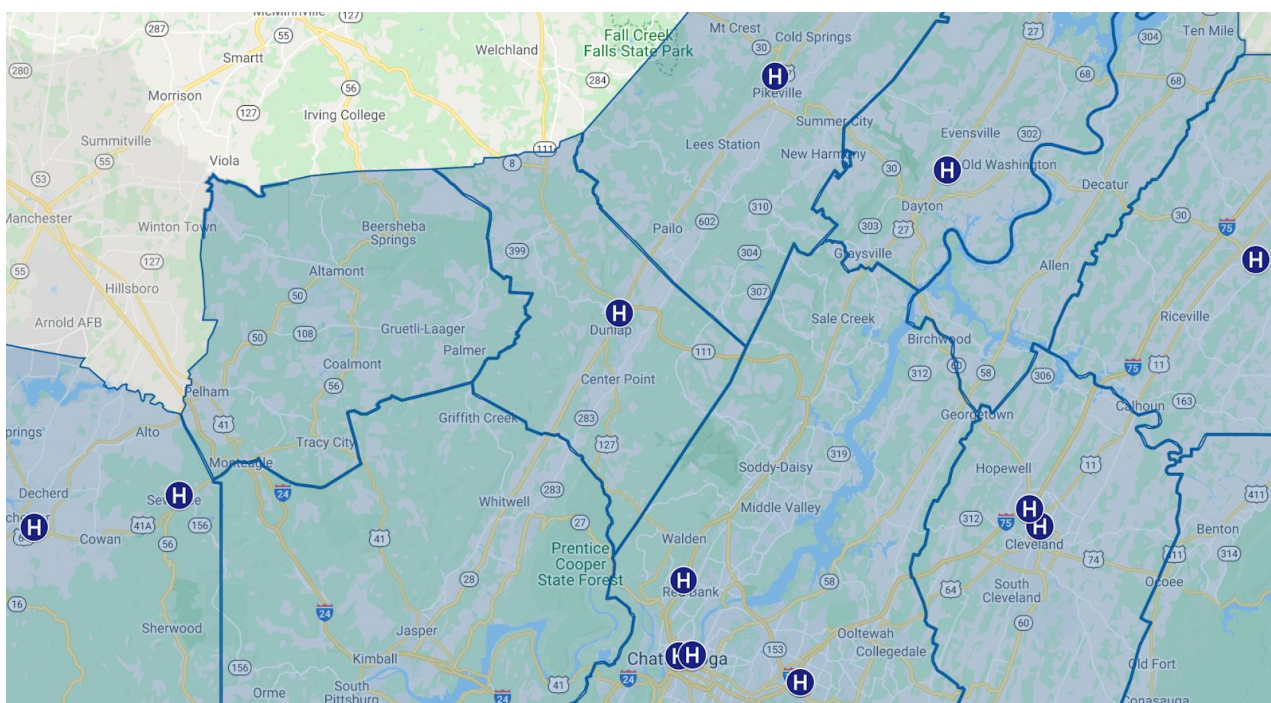 McMinnville
127
287
55
Smartt
Welchland
Fall Creek
Falls State Park
Mt Crest
30
Cold Springs
27
304
Ten Mile
280
56
284
H
Pikeville
68
68
Morrison
127
Irving College
Summer City
Evensville
302
Summitville
55
111
Lees Station
New Harmony
Viola
8
30
H
Old Washington
53
Decatur
Manchester
Winton Town
Beersheba
Springs
Pailo
602
310
Dayton
303
27
30
75
399
304
Graysville
H
127
55
Altamont
Allen
Hillsboro
50
307
H
Dunlap
Arnold AFB
50
108
Gruetli-Laager
Sale Creek
Riceville
Palmer
111
Birchwood
Coalmont
60
58
312
306
75
11
56
Center Point
Pelham
163
Calhoun
41
Griffith Creek
283
Georgetown
prings
Alto
Tracy City
127
319
Monteagle
Soddy-Daisy
Hopewell
11
Decherd
H
24
Whitwell
283
411
Sewanee
Middle Valley
H
H
41A
156
27
312
75
H
Benton
Cowan
56
41
Walden
Cleveland
314
Prentice
Cooper
State Forest
74
411
28
H
Red Bank
58
64
South
Cleveland
Ocoee
16
24
60
Sherwood
Jasper
Ooltewah
Collegedale
Kimball
Chattanooga
H
H
153
156
24
H
Old Fort
Orme
South
Pittsburg
24
41
Conasauga